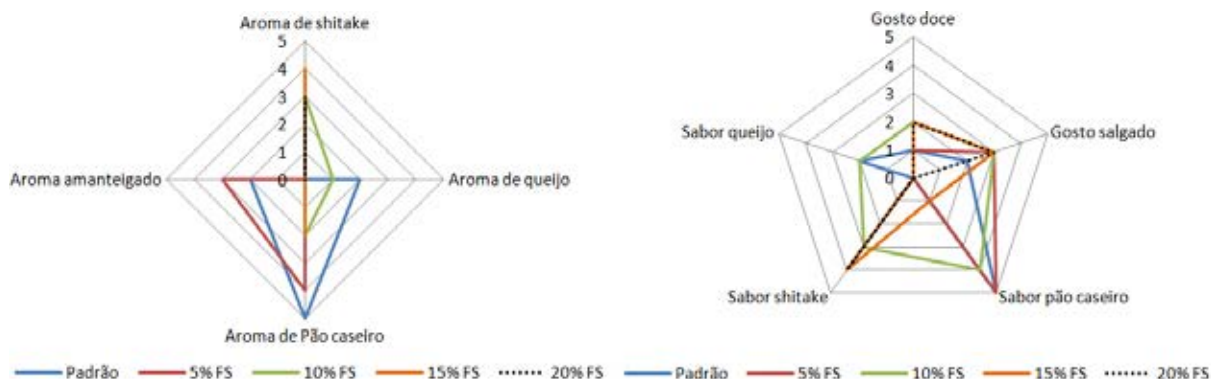 Aroma de shitake
5
4
3
2
1
0
Aroma amanteigado
Aroma de queijo
Aroma de Pão caseiro
Padrão 5% FS 10% FS 15% FS 20% FS
Gosto doce
5
4
3
2
1
0
Sabor queijo
Gosto salgado
Sabor shitake
Sabor pão caseiro
Padrão 5% FS 10% FS 15% FS 20% FS